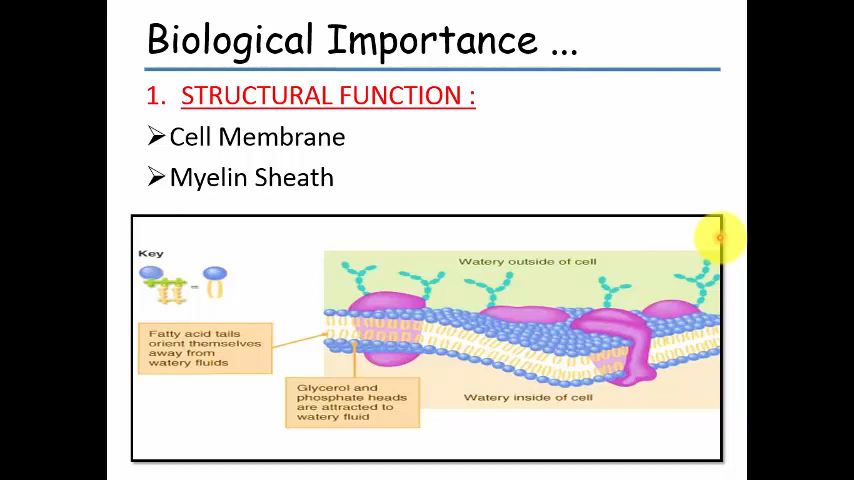 Biological Importance ...
1. STRUCTURAL FUNCTION :
➢Cell Membrane
➢Myelin Sheath
Key
=
Watery outside of cell
Fatty acid tails
orient themselves
away from
watery fluids
Glycerol and
phosphate heads
are attracted to
watery fluid
Watery inside of cell